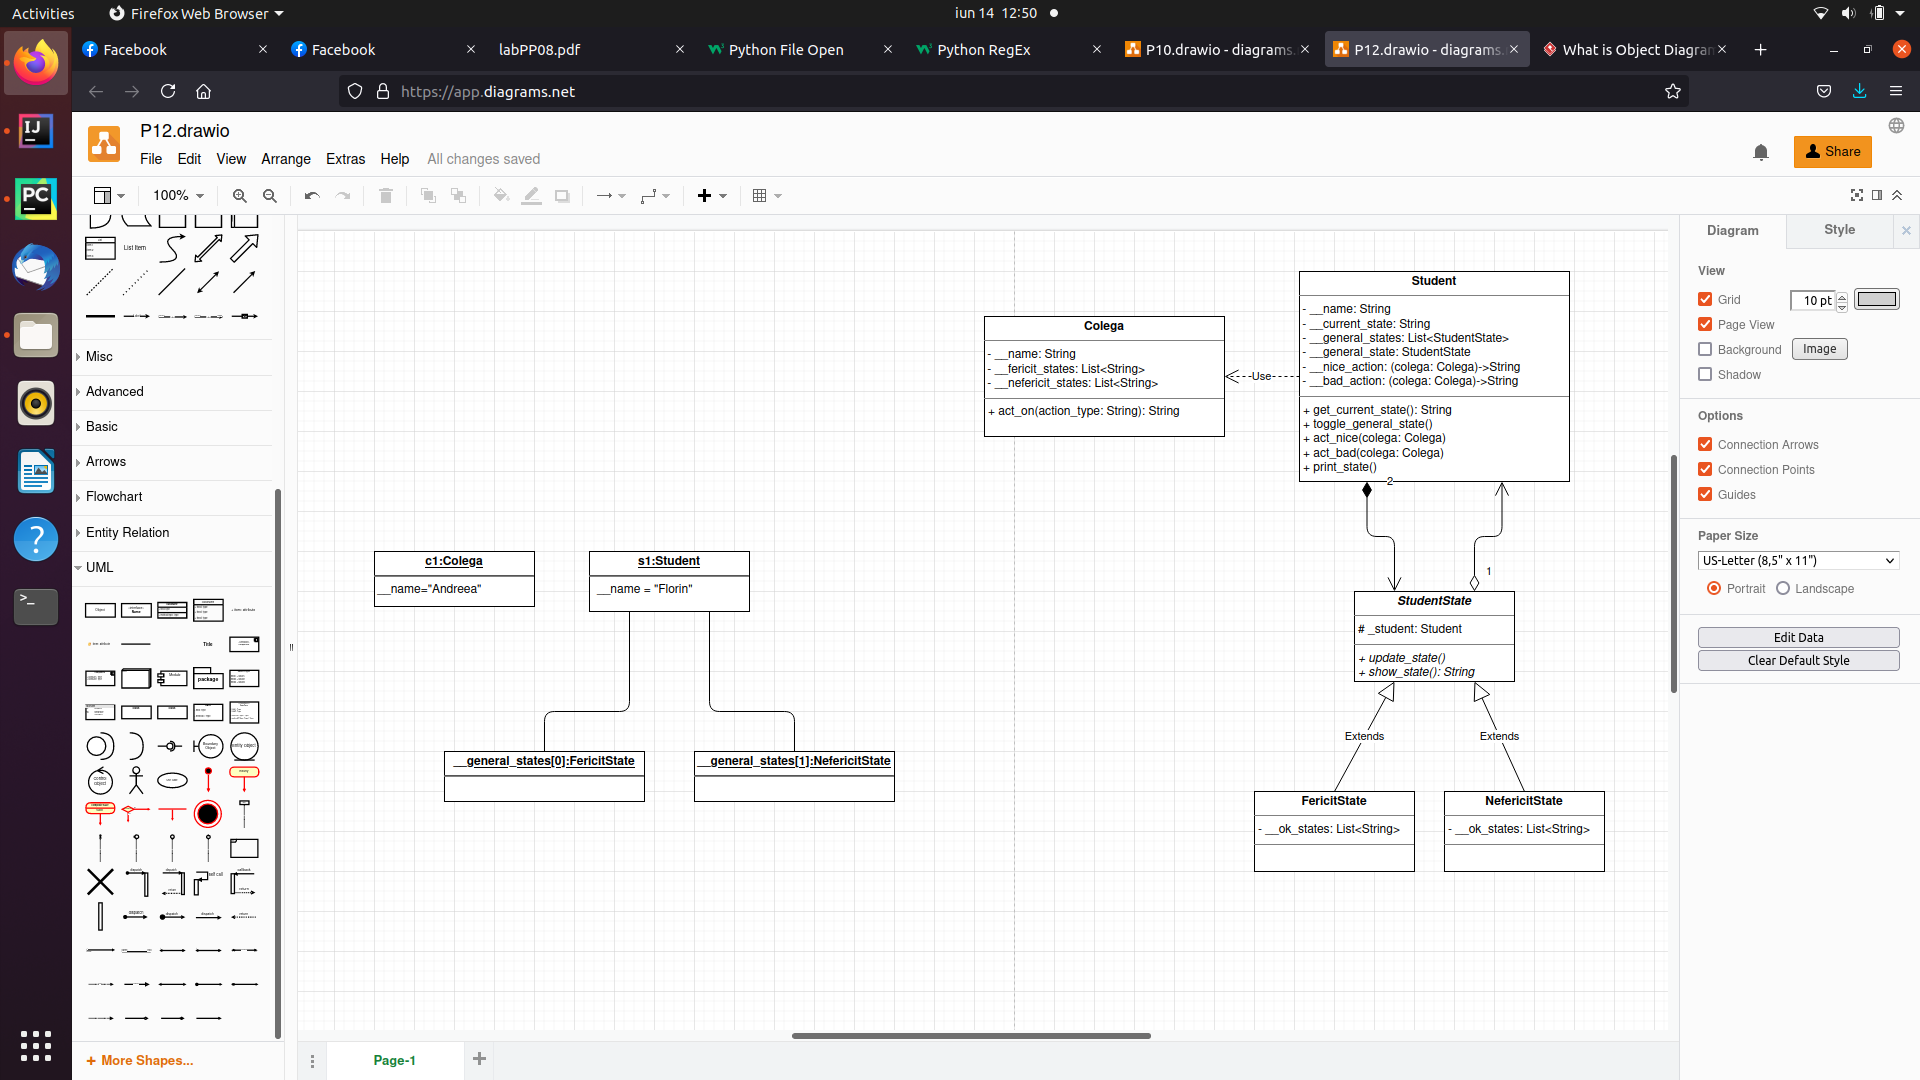 Activities
Firefox Web Browser
iun 14 12:50
Facebook
Facebook
labPP08.pdf
Python File Open
Python RegEx
P10.drawio - diagrams.
P12.drawio - diagrams.
What is Object Diagram
https://app.diagrams.net
P12.drawio
File Edit View Arrange Extras Help All changes saved
Share
100%
List Item
Misc
Advanced
Basic
Arrows
Flowchart
Entity Relation
UML
Object
Title
package
+ More Shapes...
c1:Colega
__name="Andreea"
s1:Student
__name = "Florin"
__general_states[0]:FericitState
__general_states[1]:NefericitState
Colega
- __name: String
- __fericit_states: List<String>
- __nefericit_states: List<String>
+ act_on(action_type: String): String
Use
Student
- __name: String
- __current_state: String
- __general_states: List<StudentState>
- __general_state: StudentState
- __nice_action: (colega: Colega)->String
- __bad_action: (colega: Colega)->String
+ get_current_state(): String
+ toggle_general_state()
+ act_nice(colega: Colega)
+ act_bad(colega: Colega)
+ print_state()
2
1
StudentState
# _student: Student
+ update_state()
+ show_state(): String
Extends
Extends
FericitState
- __ok_states: List<String>
NefericitState
- __ok_states: List<String>
Page-1
Diagram
Style
View
Grid
10 pt
Page View
Background
Image
Shadow
Options
Connection Arrows
Connection Points
Guides
Paper Size
US-Letter (8,5" x 11")
Portrait
Landscape
Edit Data
Clear Default Style